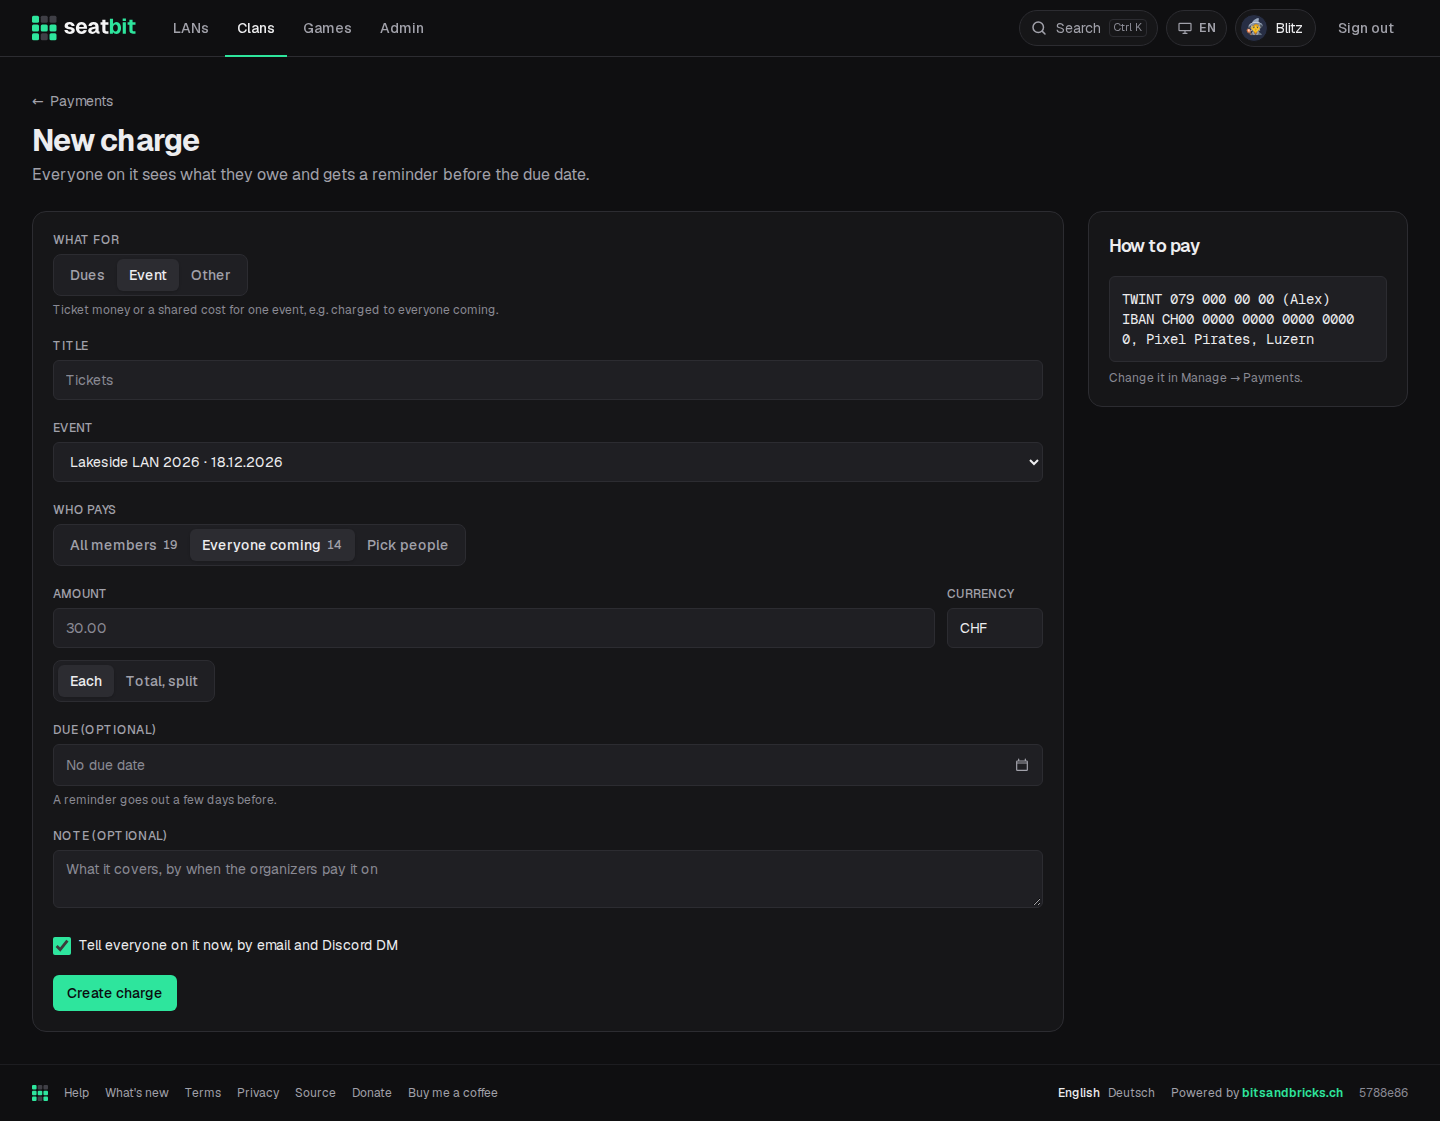 seatbit LANs Clans Games Admin Search Ctrl K EN Blitz Sign out
← Payments
New charge
Everyone on it sees what they owe and gets a reminder before the due date.
WHAT FOR
Dues Event Other
Ticket money or a shared cost for one event, e.g. charged to everyone coming.
TITLE
Tickets
EVENT
Lakeside LAN 2026 · 18.12.2026
WHO PAYS
All members 19 Everyone coming 14 Pick people
AMOUNT CURRENCY
30.00 CHF
Each Total, split
DUE (OPTIONAL)
No due date
A reminder goes out a few days before.
NOTE (OPTIONAL)
What it covers, by when the organizers pay it on
Tell everyone on it now, by email and Discord DM
Create charge
How to pay
TWINT 079 000 00 00 (Alex)
IBAN CH00 0000 0000 0000 0000
0, Pixel Pirates, Luzern
Change it in Manage → Payments.
Help What's new Terms Privacy Source Donate Buy me a coffee English Deutsch Powered by bitsandbricks.ch 5788e86